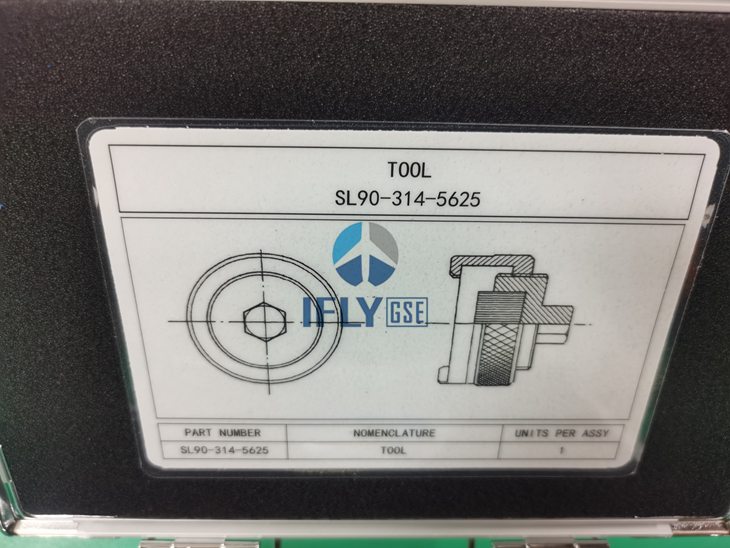 TOOL
SL90-314-5625
IFLY GSE
PART NUMBER NOMENCLATURE UNITS PER ASSY
SL90-314-5625 TOOL 1